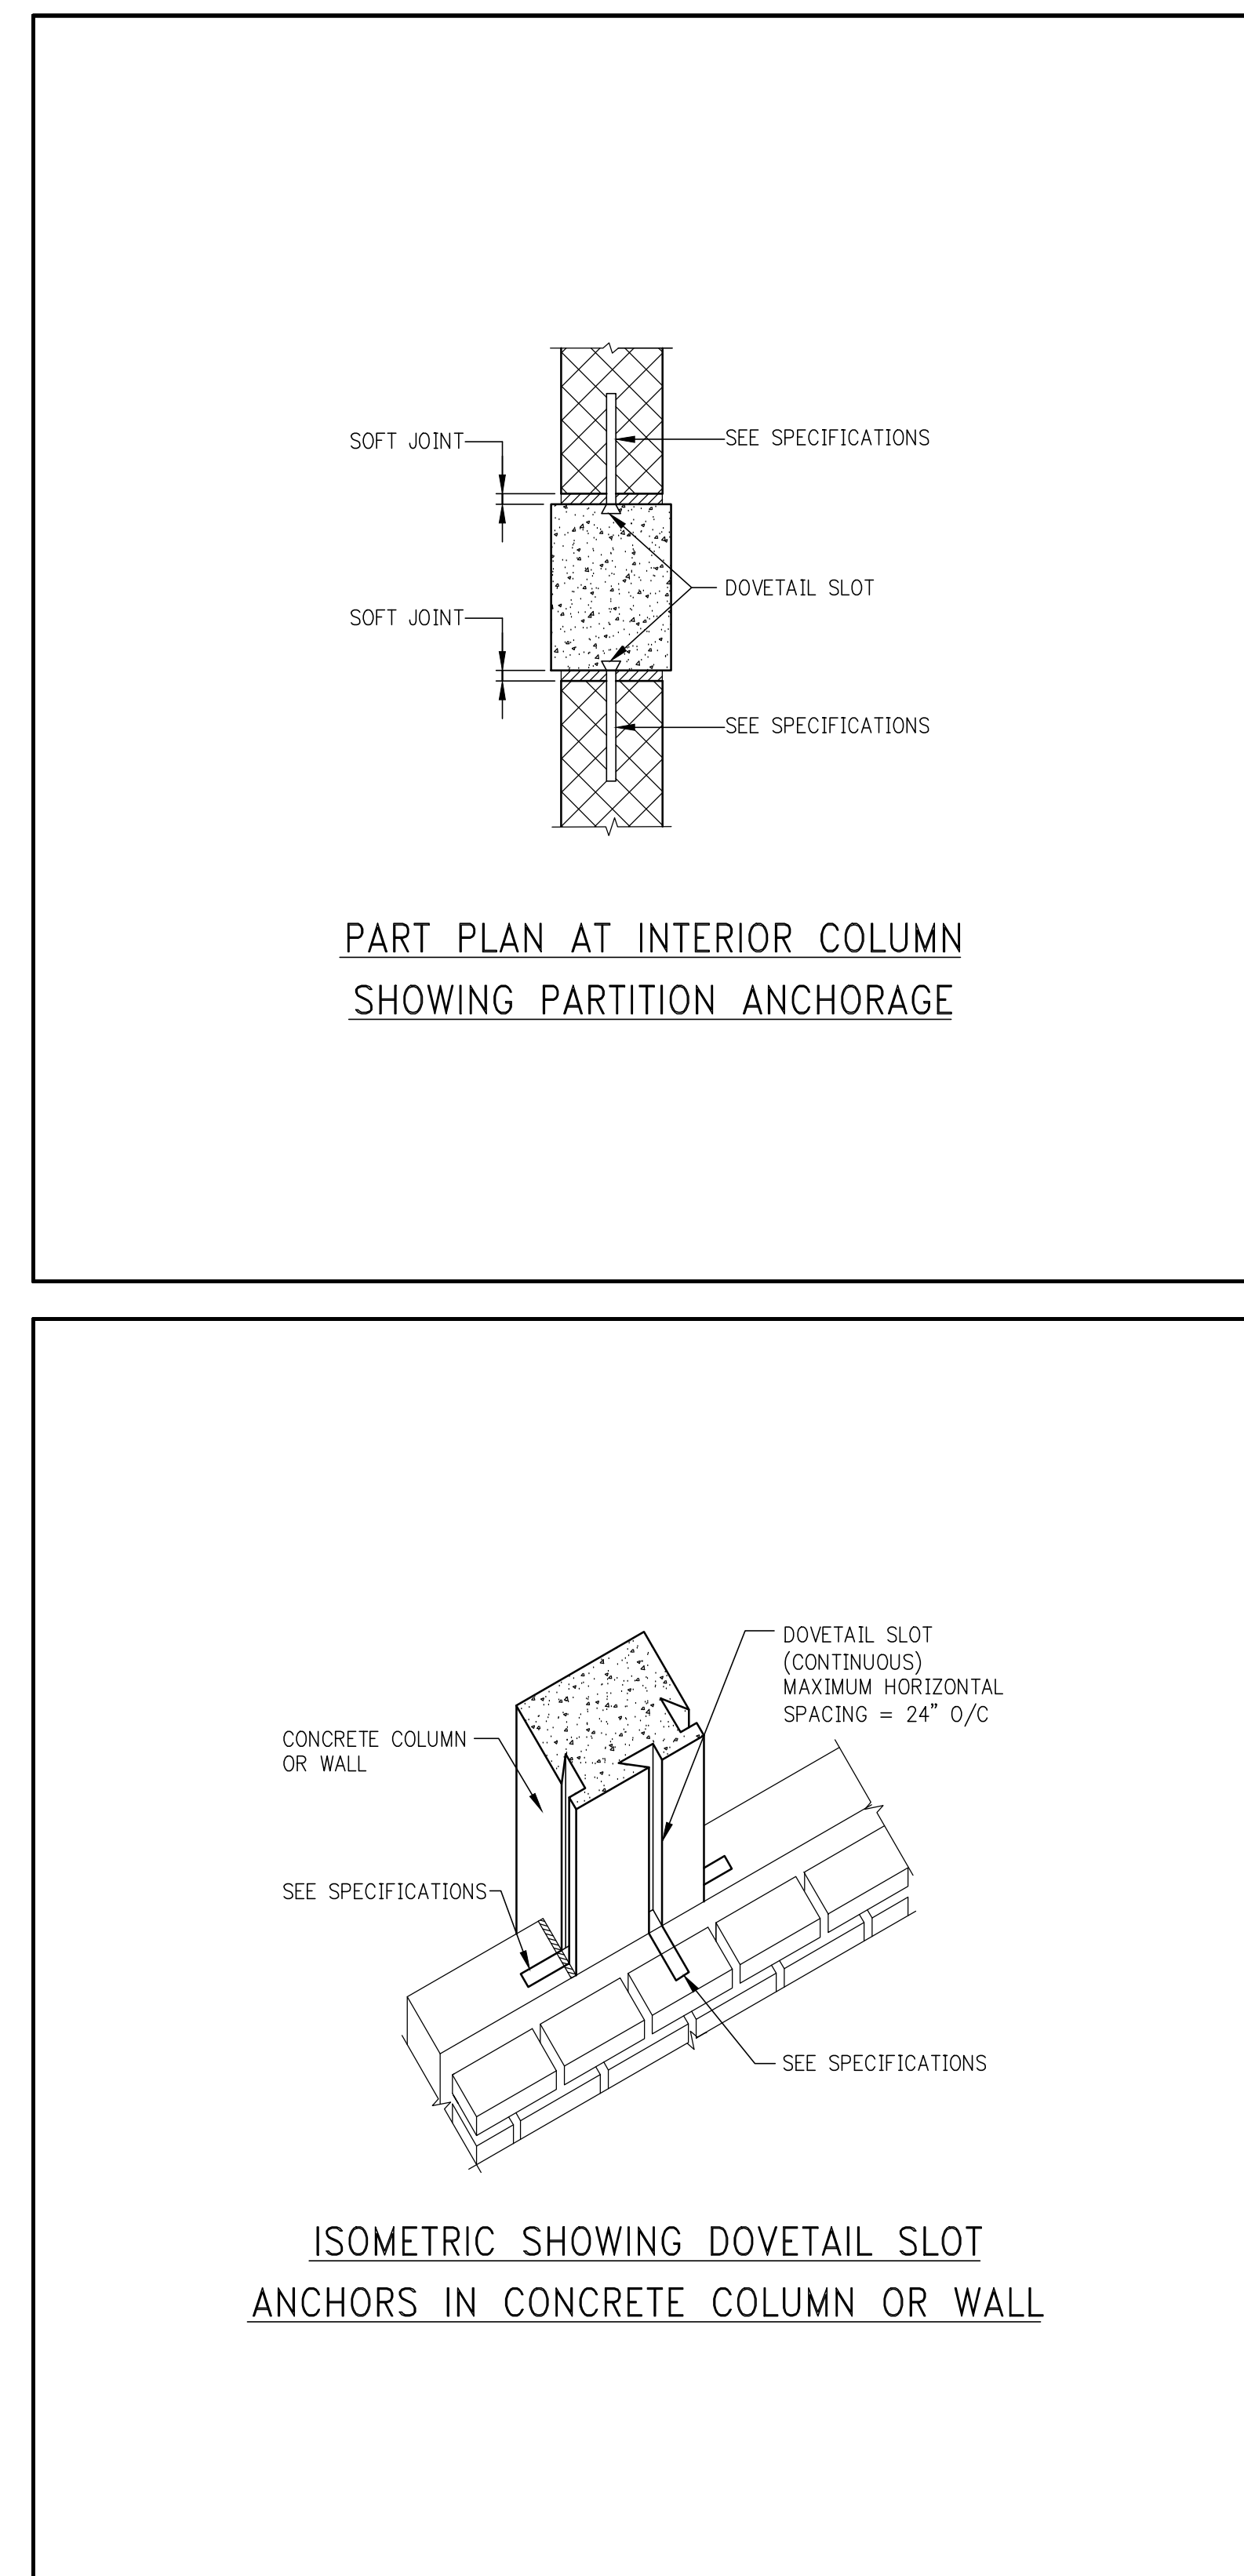 SOFT JOINT
SEE SPECIFICATIONS
DOVETAIL SLOT
SOFT JOINT
SEE SPECIFICATIONS
PART PLAN AT INTERIOR COLUMN
SHOWING PARTITION ANCHORAGE
DOVETAIL SLOT
(CONTINUOUS)
MAXIMUM HORIZONTAL
SPACING = 24" O/C
CONCRETE COLUMN
OR WALL
SEE SPECIFICATIONS
SEE SPECIFICATIONS
ISOMETRIC SHOWING DOVETAIL SLOT
ANCHORS IN CONCRETE COLUMN OR WALL